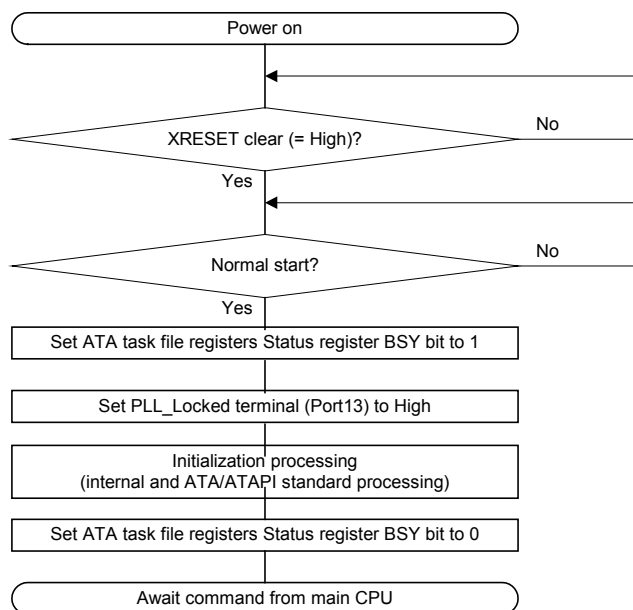 Power on
XRESET clear (= High)?
No
Yes
Normal start?
No
Yes
Set ATA task file registers Status register BSY bit to 1
Set PLL_Locked terminal (Port13) to High
Initialization processing
(internal and ATA/ATAPI standard processing)
Set ATA task file registers Status register BSY bit to 0
Await command from main CPU